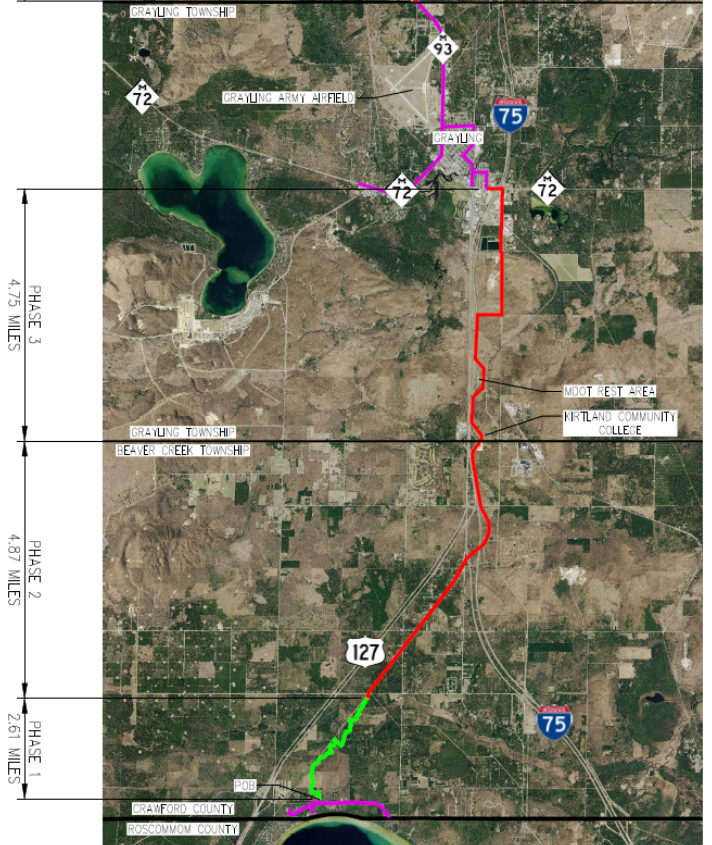 GRAYLING TOWNSHIP
M
93
M
72
GRAYLING ARMY AIRFIELD
INTERSTATE
75
GRAYLING
M
72
M
72
PHASE 3
4.75 MILES
MDOT REST AREA
KIRTLAND COMMUNITY
COLLEGE
GRAYLING TOWNSHIP
BEAVER CREEK TOWNSHIP
PHASE 2
4.87 MILES
127
INTERSTATE
75
PHASE 1
2.61 MILES
POB
CRAWFORD COUNTY
ROSCOMMOM COUNTY